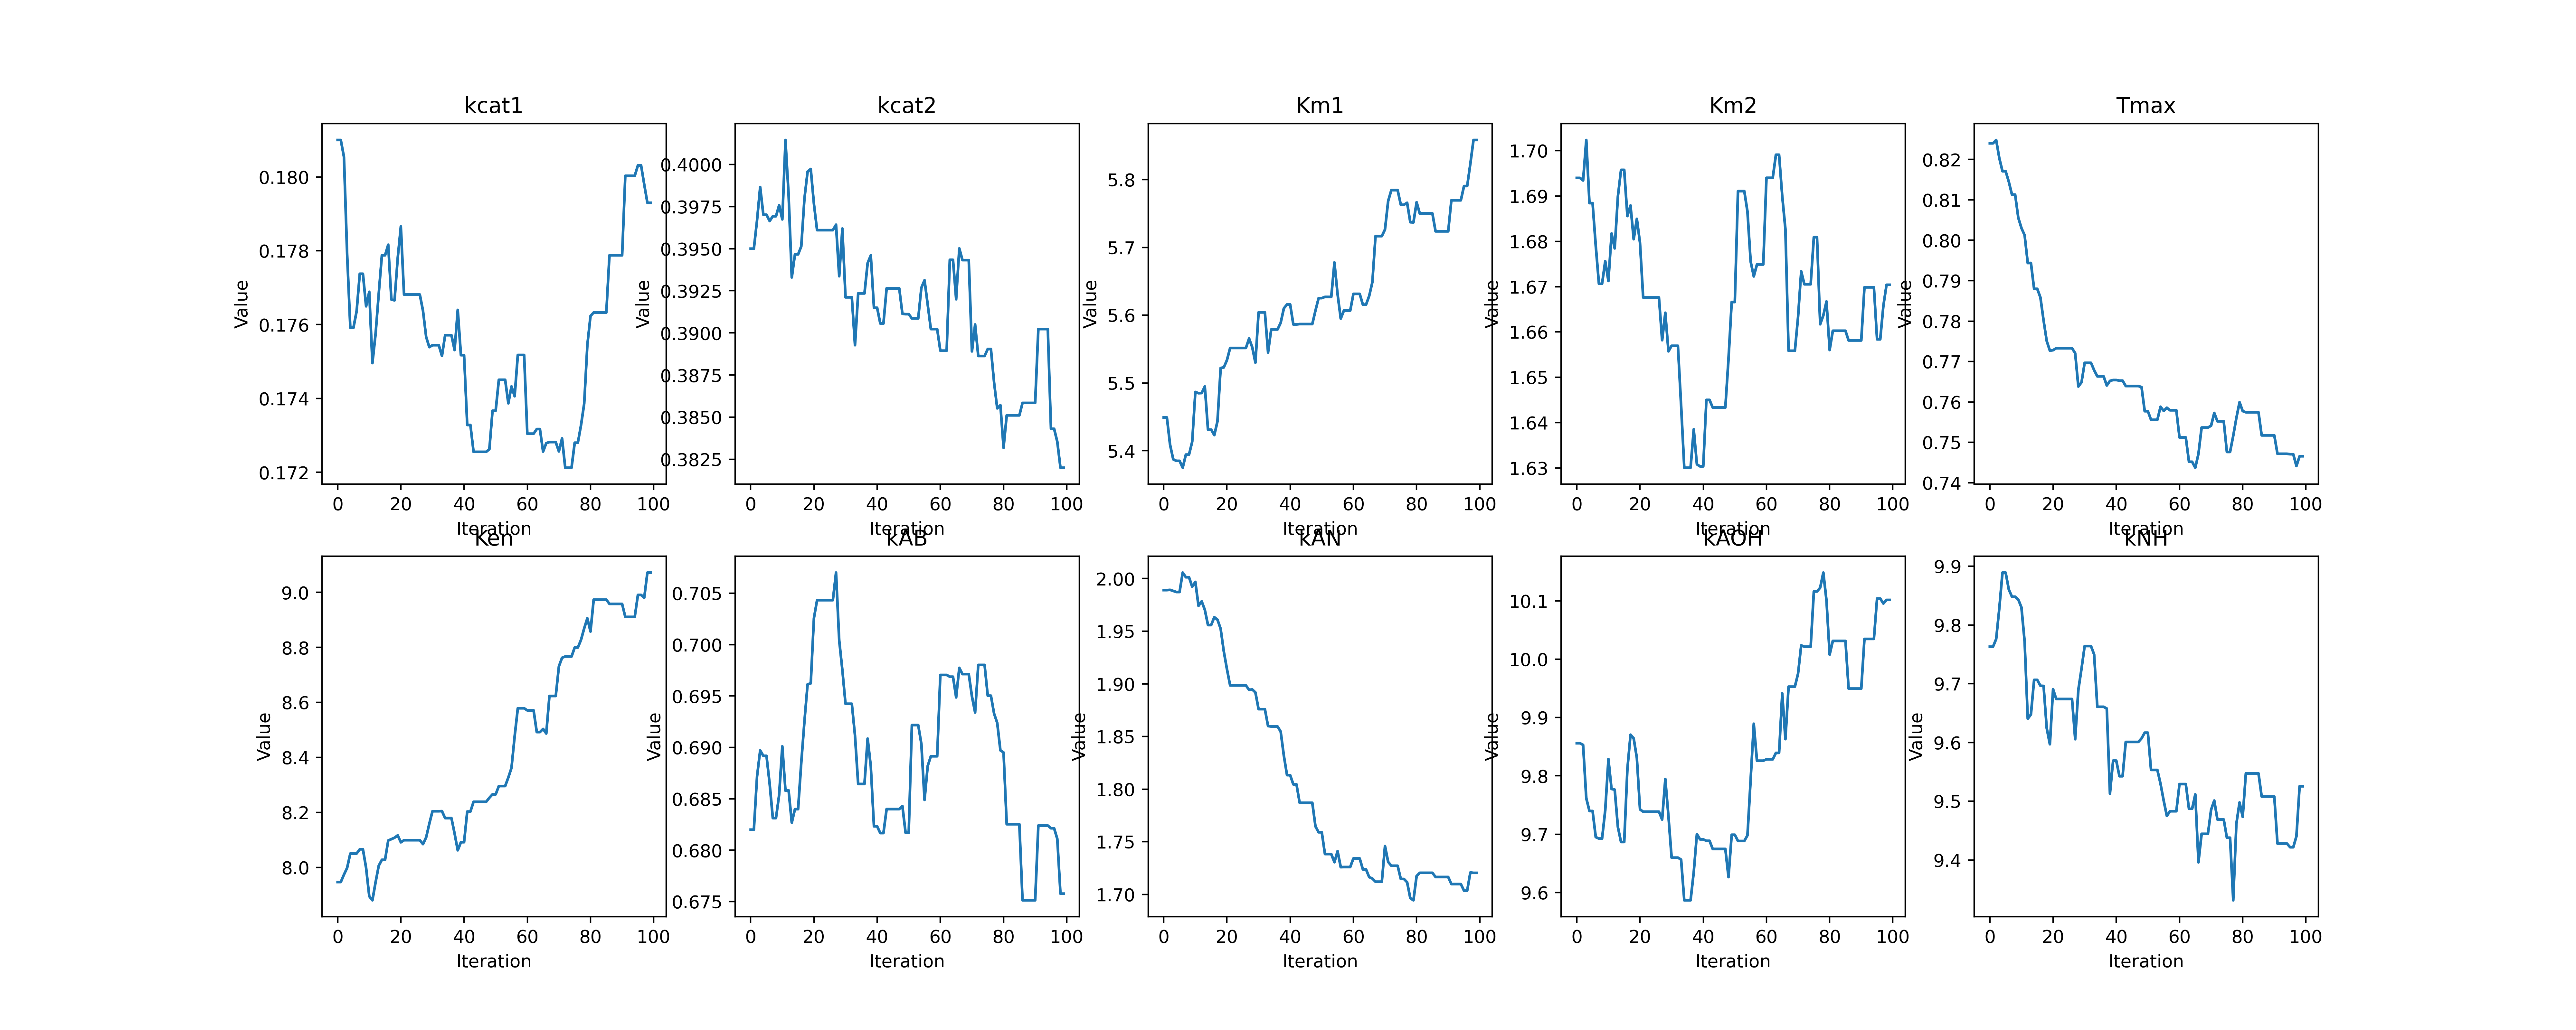 kcat1
0.180
0.178
0.176
0.174
0.172
Value
0 20 40 60 80 100
Iteration
kcat2
0.4000
0.3975
0.3950
0.3925
0.3900
0.3875
0.3850
0.3825
Value
0 20 40 60 80 100
Iteration
Km1
5.8
5.7
5.6
5.5
5.4
Value
0 20 40 60 80 100
Iteration
Km2
1.70
1.69
1.68
1.67
1.66
1.65
1.64
1.63
Value
0 20 40 60 80 100
Iteration
Tmax
0.82
0.81
0.80
0.79
0.78
0.77
0.76
0.75
0.74
Value
0 20 40 60 80 100
Iteration
Ken
9.0
8.8
8.6
8.4
8.2
8.0
Value
0 20 40 60 80 100
Iteration
kAB
0.705
0.700
0.695
0.690
0.685
0.680
0.675
Value
0 20 40 60 80 100
Iteration
kAN
2.00
1.95
1.90
1.85
1.80
1.75
1.70
Value
0 20 40 60 80 100
Iteration
kAOH
10.1
10.0
9.9
9.8
9.7
9.6
Value
0 20 40 60 80 100
Iteration
kNH
9.9
9.8
9.7
9.6
9.5
9.4
Value
0 20 40 60 80 100
Iteration